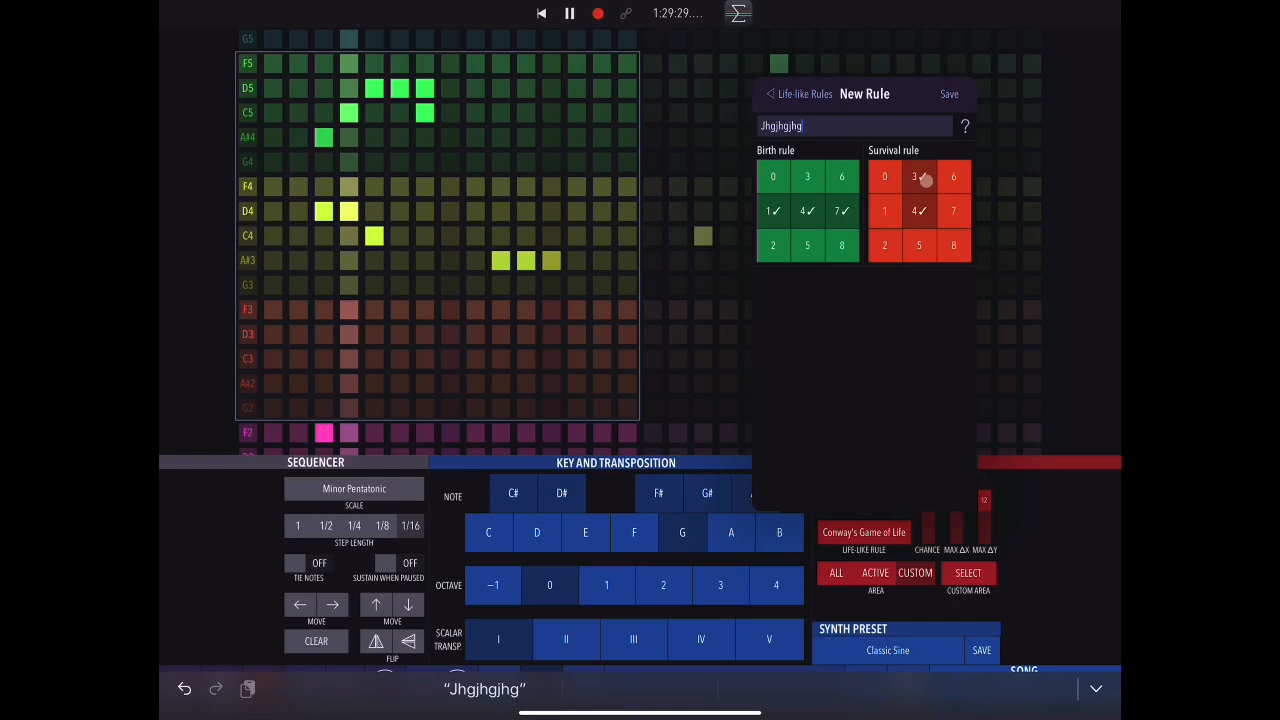 1:29:29....
G5
F5
D5
C5
A#4
G4
F4
D4
C4
A#3
G3
F3
D3
C3
A#2
G2
F2
Life-like Rules New Rule Save
Jhgjhgjhg ?
Birth rule Survival rule
0 3 6 0 3✓ 6
1✓ 4✓ 7✓ 1 4✓ 7
2 5 8 2 5 8
SEQUENCER
Minor Pentatonic
SCALE
1 1/2 1/4 1/8 1/16
STEP LENGTH
OFF OFF
TIE NOTES SUSTAIN WHEN PAUSED
← → ↑ ↓
MOVE MOVE
CLEAR
FLIP
KEY AND TRANSPOSITION
NOTE C# D# F# G#
C D E F G A B
OCTAVE −1 0 1 2 3 4
SCALAR TRANSP. I II III IV V
12
Conway's Game of Life
LIFE-LIKE RULE CHANCE MAX ΔX MAX ΔY
ALL ACTIVE CUSTOM SELECT
AREA CUSTOM AREA
SYNTH PRESET
Classic Sine SAVE
SONG
“Jhgjhgjhg”